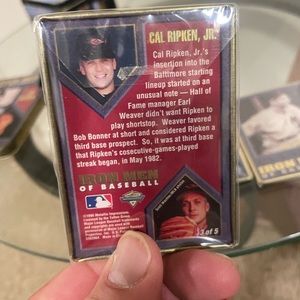 CAL RIPKEN, JR.
Cal Ripken, Jr.'s
insertion into the
Baltimore starting
lineup started on an
unusual note — Hall of
Fame manager Earl
Weaver didn't want Ripken to
play shortstop. Weaver favored
Bob Bonner at short and considered Ripken a
third base prospect. So, it was at third base
that Ripken's consecutive-games-played
streak began, in May 1982.
IRON MEN
OF BASEBALL
3 of 5